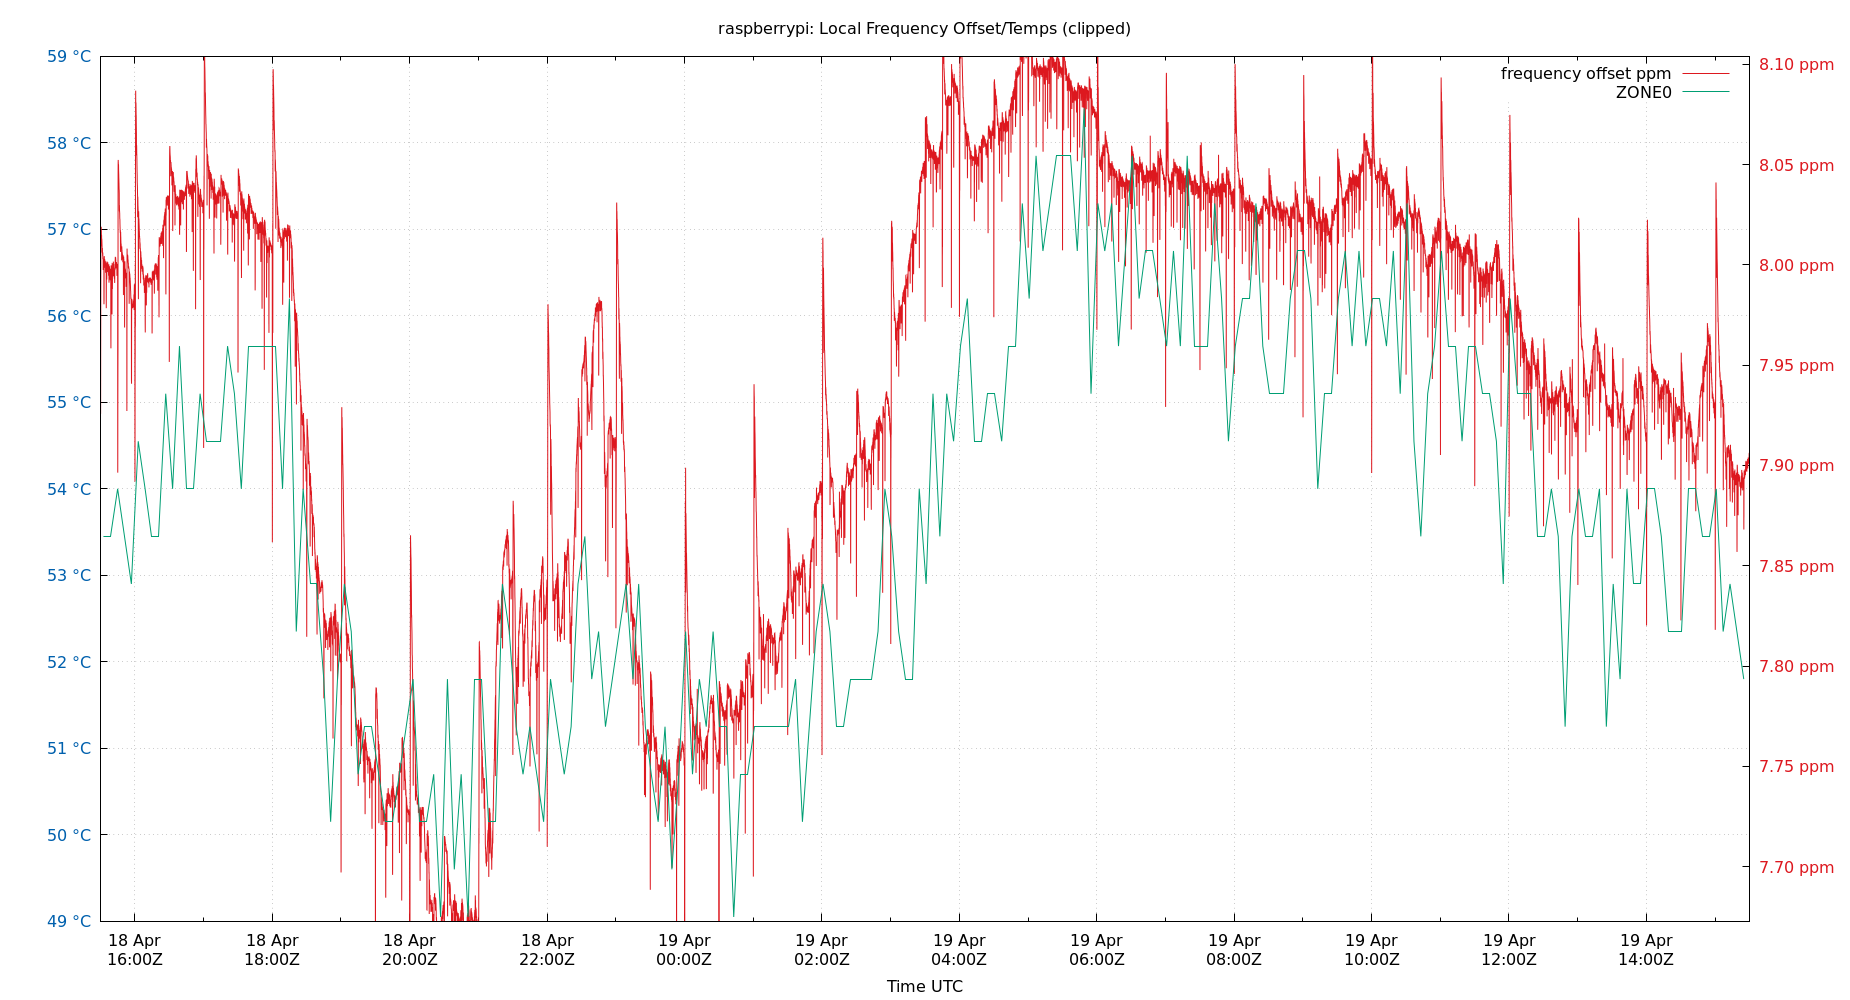 raspberrypi: Local Frequency Offset/Temps (clipped)
59 °C
58 °C
57 °C
56 °C
55 °C
54 °C
53 °C
52 °C
51 °C
50 °C
49 °C
frequency offset ppm
ZONE0
8.10 ppm
8.05 ppm
8.00 ppm
7.95 ppm
7.90 ppm
7.85 ppm
7.80 ppm
7.75 ppm
7.70 ppm
18 Apr 18 Apr 18 Apr 18 Apr 19 Apr 19 Apr 19 Apr 19 Apr 19 Apr 19 Apr 19 Apr 19 Apr
16:00Z 18:00Z 20:00Z 22:00Z 00:00Z 02:00Z 04:00Z 06:00Z 08:00Z 10:00Z 12:00Z 14:00Z
Time UTC